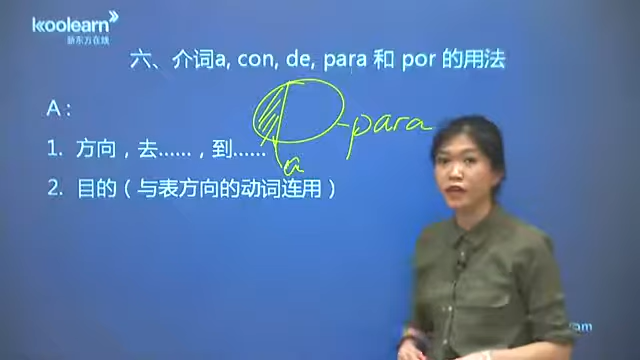 koolearn
新东方在线
六、介词a, con, de, para 和 por 的用法
A :
para
1. 方向，去……，到……
a
2. 目的（与表方向的动词连用）
om